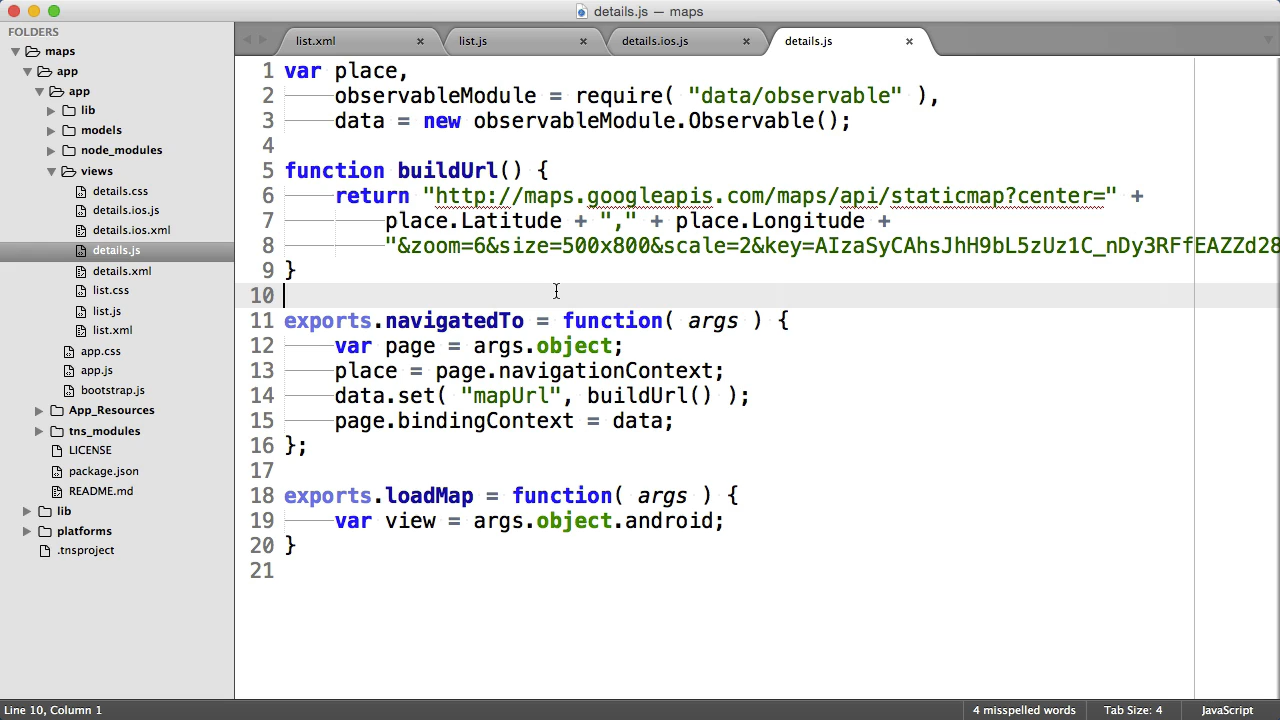 details.js — maps
FOLDERS
maps
app
app
lib
models
node_modules
views
details.css
details.ios.js
details.ios.xml
details.js
details.xml
list.css
list.js
list.xml
app.css
app.js
bootstrap.js
App_Resources
tns_modules
LICENSE
package.json
README.md
lib
platforms
.tnsproject
list.xml × list.js × details.ios.js × details.js ×
1 var place,
2 observableModule = require( "data/observable" ),
3 data = new observableModule.Observable();
4
5 function buildUrl() {
6 return "http://maps.googleapis.com/maps/api/staticmap?center=" +
7 place.Latitude + "," + place.Longitude +
8 "&zoom=6&size=500x800&scale=2&key=AIzaSyCAhsJhH9bL5zUz1C_nDy3RFfEAZZd28
9 }
10
11 exports.navigatedTo = function( args ) {
12 var page = args.object;
13 place = page.navigationContext;
14 data.set( "mapUrl", buildUrl() );
15 page.bindingContext = data;
16 };
17
18 exports.loadMap = function( args ) {
19 var view = args.object.android;
20 }
21
Line 10, Column 1
4 misspelled words
Tab Size: 4
JavaScript